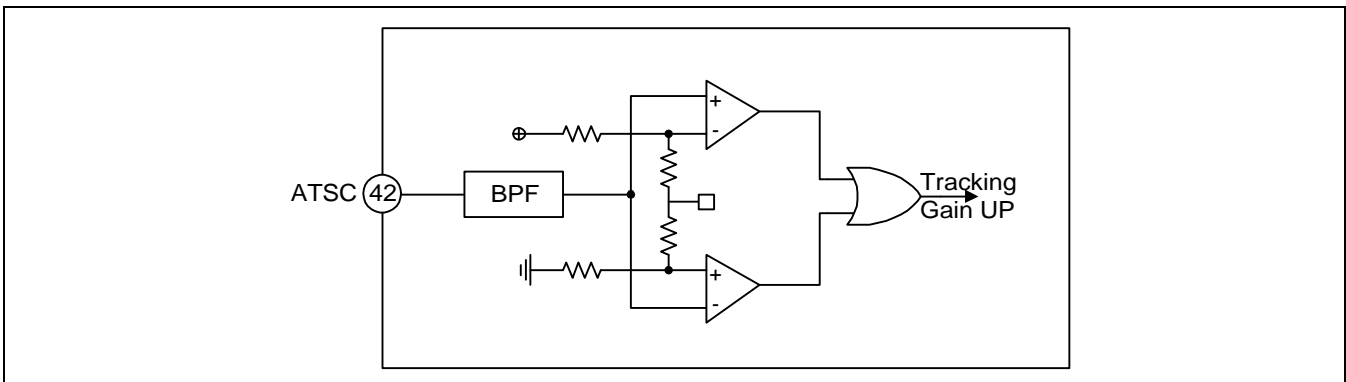 +
-
ATSC 42 BPF
Tracking
Gain UP
+
-